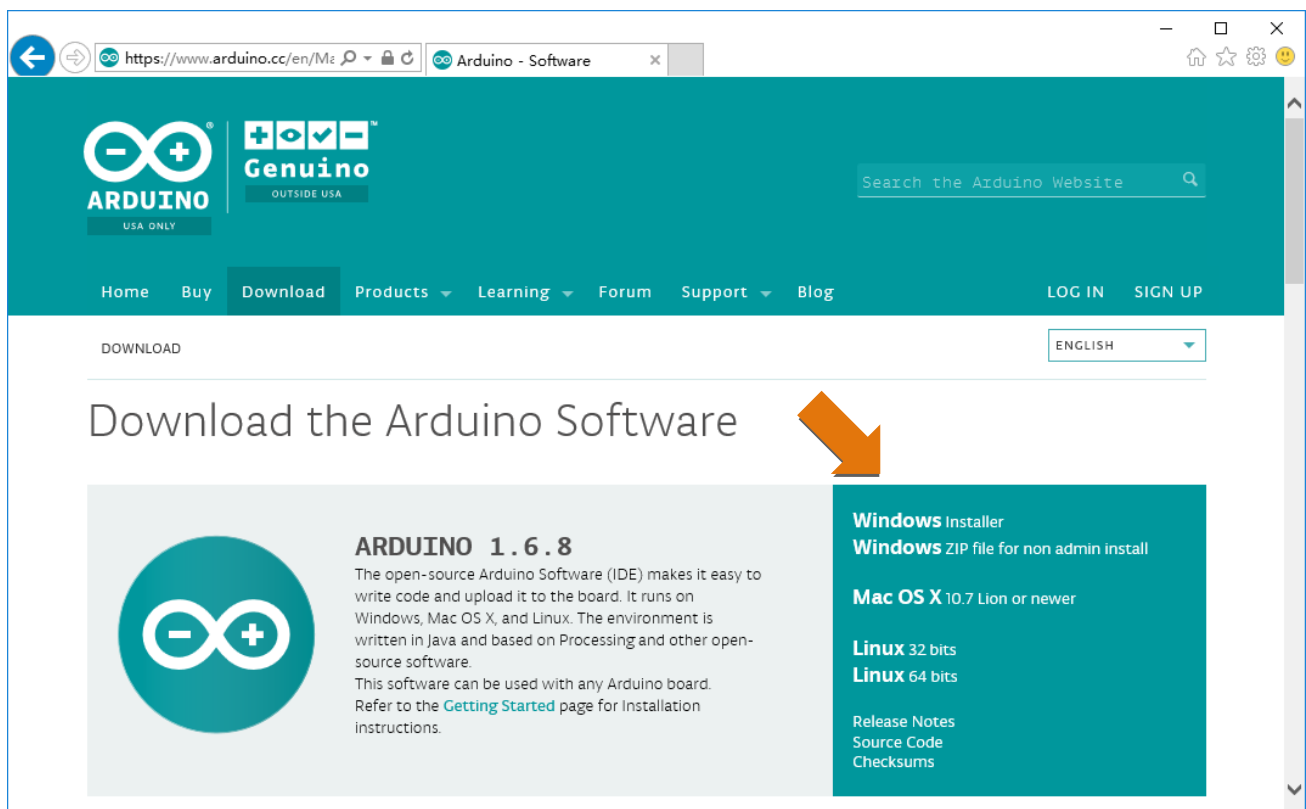 https://www.arduino.cc/en/Ma
Arduino - Software
ARDUINO
USA ONLY
Genuino
OUTSIDE USA
Search the Arduino Website
Home Buy Download Products Learning Forum Support Blog LOG IN SIGN UP
DOWNLOAD
ENGLISH
Download the Arduino Software
ARDUINO 1.6.8
The open-source Arduino Software (IDE) makes it easy to
write code and upload it to the board. It runs on
Windows, Mac OS X, and Linux. The environment is
written in Java and based on Processing and other open-
source software.
This software can be used with any Arduino board.
Refer to the Getting Started page for Installation
instructions.
Windows Installer
Windows ZIP file for non admin install
Mac OS X 10.7 Lion or newer
Linux 32 bits
Linux 64 bits
Release Notes
Source Code
Checksums